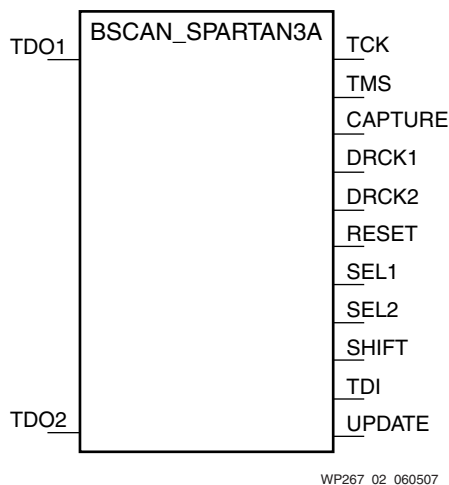 BSCAN_SPARTAN3A
TDO1
TCK
TMS
CAPTURE
DRCK1
DRCK2
RESET
SEL1
SEL2
SHIFT
TDI
TDO2
UPDATE
WP267_02_060507